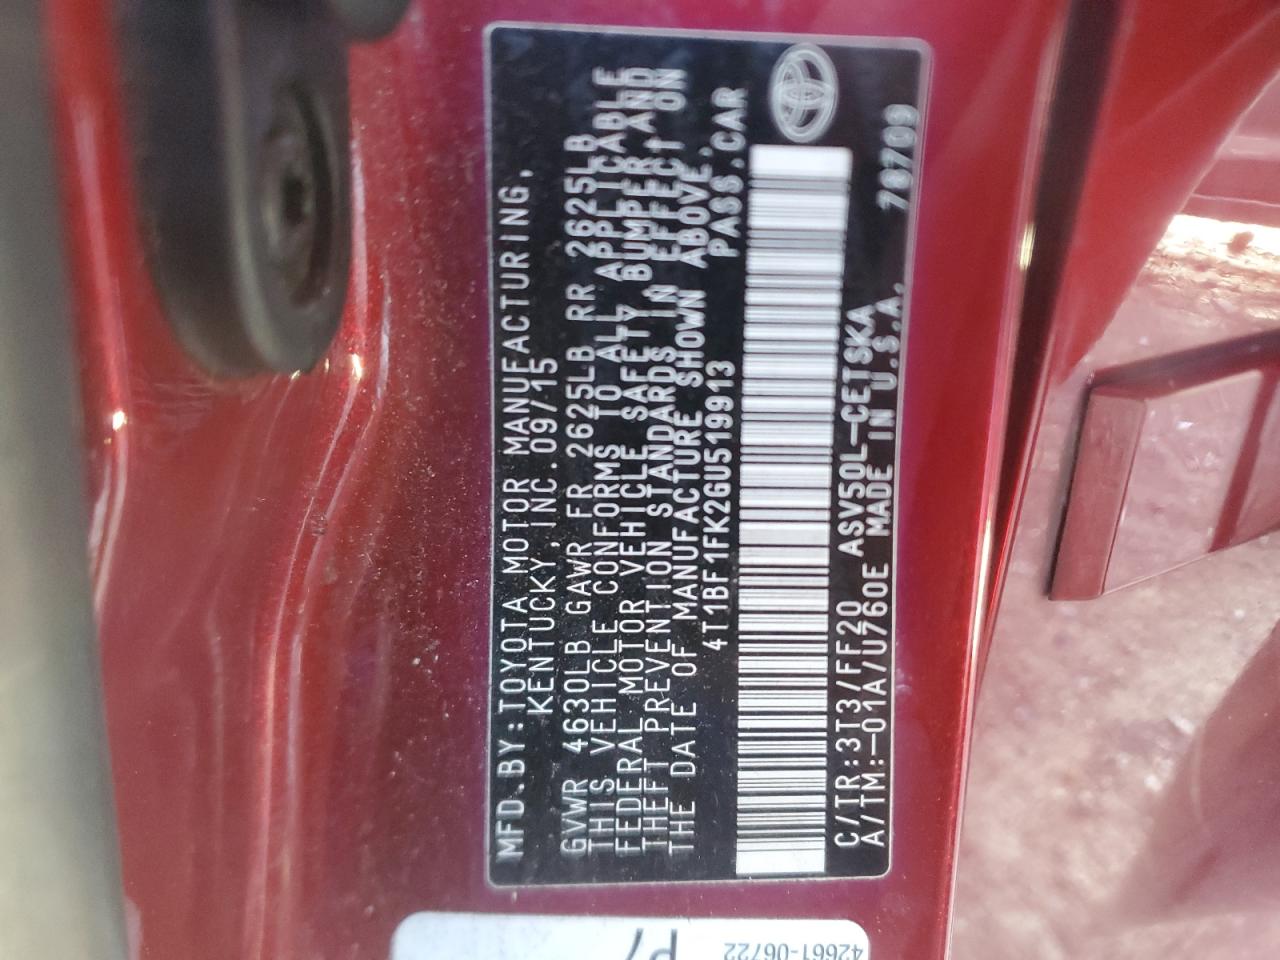 MFD.BY:TOYOTA MOTOR MANUFACTURING,
KENTUCKY,INC.09/15
GVWR 4630LB GAWR FR 2625LB RR 2625LB
THIS VEHICLE CONFORMS TO ALL APPLICABLE
FEDERAL MOTOR VEHICLE SAFETY, BUMPER, AND
THEFT PREVENTION STANDARDS IN EFFECT ON
THE DATE OF MANUFACTURE SHOWN ABOVE.
4T1BF1FK2GU519913 PASS.CAR
C/TR:3T3/FF20 ASV50L-CETSKA
A/TM:-01A/U760E MADE IN U.S.A. 78709
42661-06722